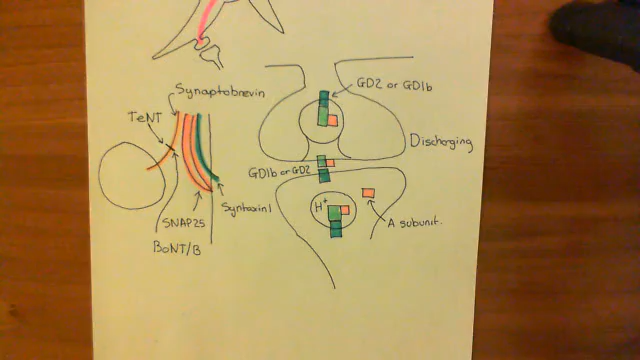 Synaptobrevin
TeNT
SNAP25
Syntaxin1
BoNT/B
GD2 or GD1b
Discharging
GD1b or GD2
H+
A subunit.